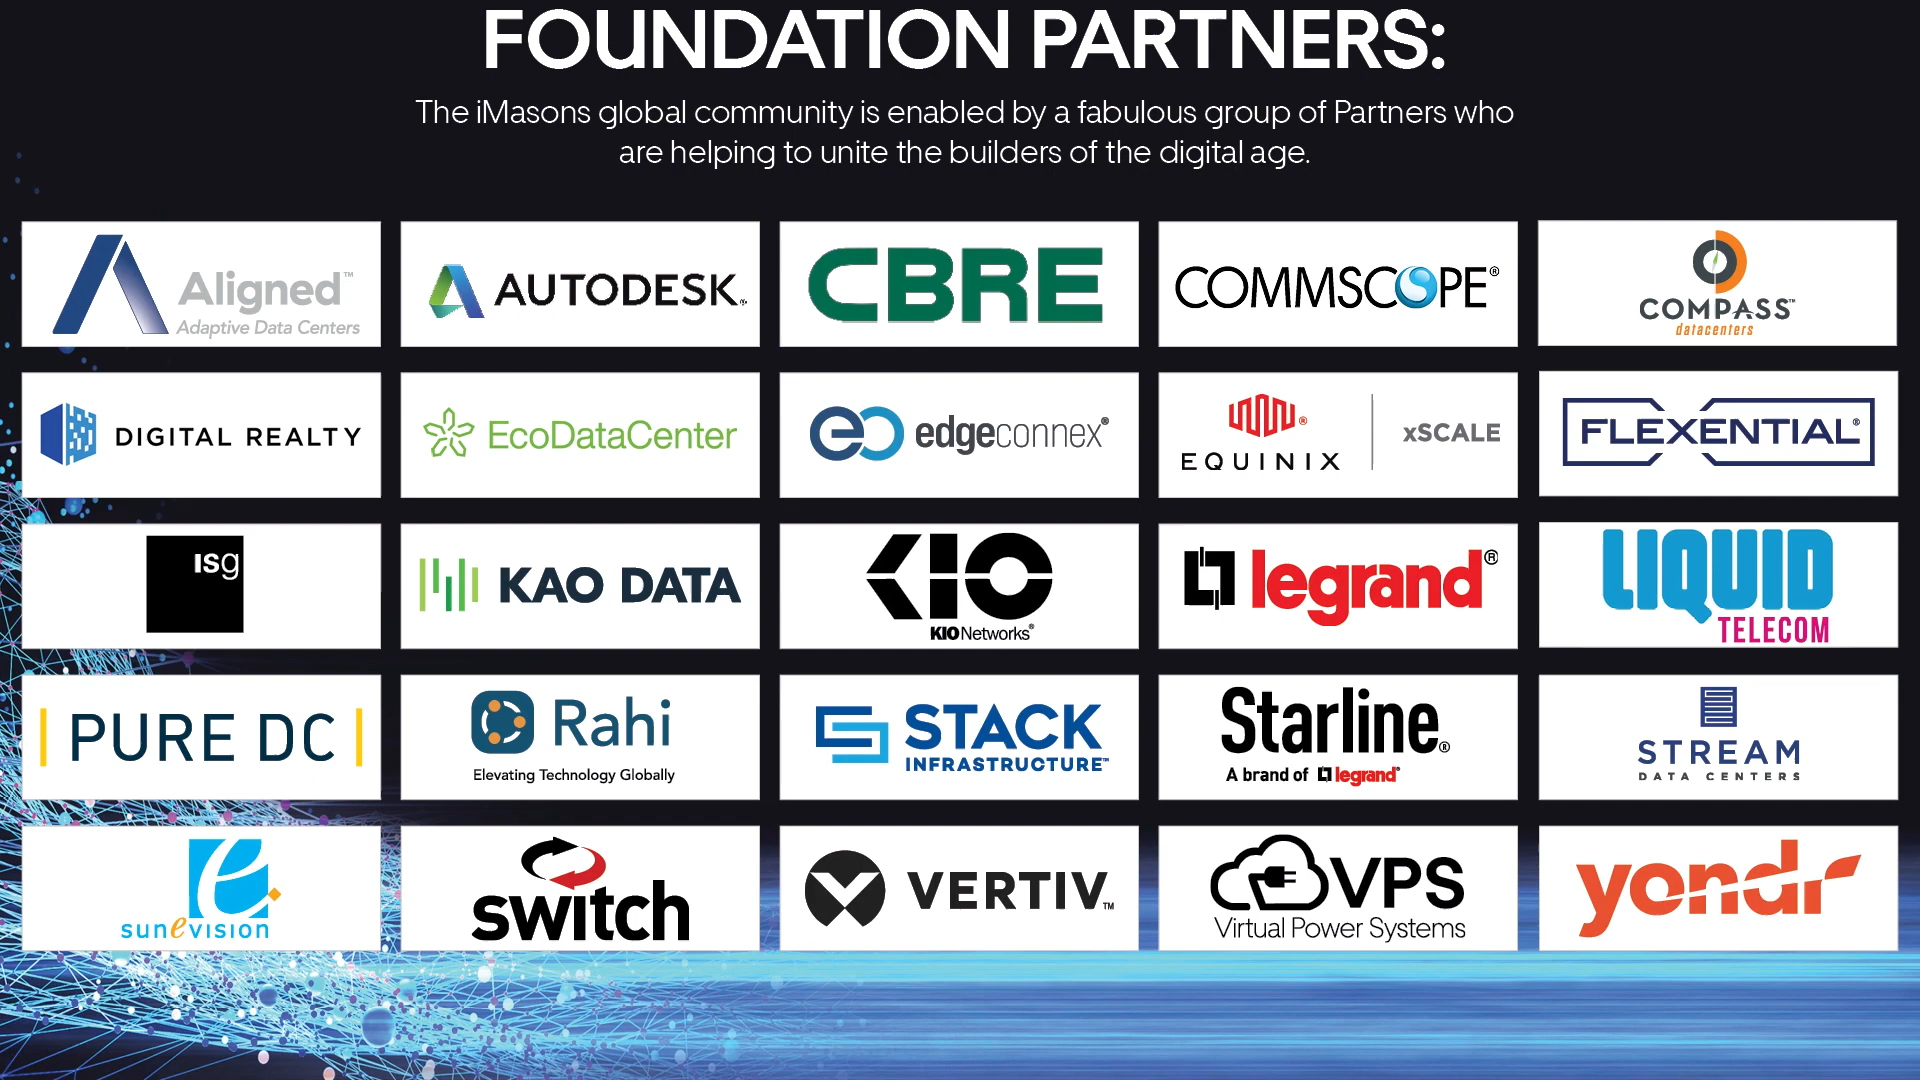 FOUNDATION PARTNERS:
The iMasons global community is enabled by a fabulous group of Partners who
are helping to unite the builders of the digital age.
Aligned™
Adaptive Data Centers
AUTODESK®
CBRE
COMMSCOPE®
COMPASS™
datacenters
DIGITAL REALTY
EcoDataCenter
edgeconnex®
EQUINIX®
xSCALE
FLEXENTIAL®
ISg
KAO DATA
KIO
KIO Networks®
legrand®
LIQUID
TELECOM
PURE DC
Rahi
Elevating Technology Globally
STACK
INFRASTRUCTURE™
Starline®
A brand of legrand®
STREAM
DATA CENTERS
e
sunevision
switch
VERTIV™
VPS
Virtual Power Systems
yondr